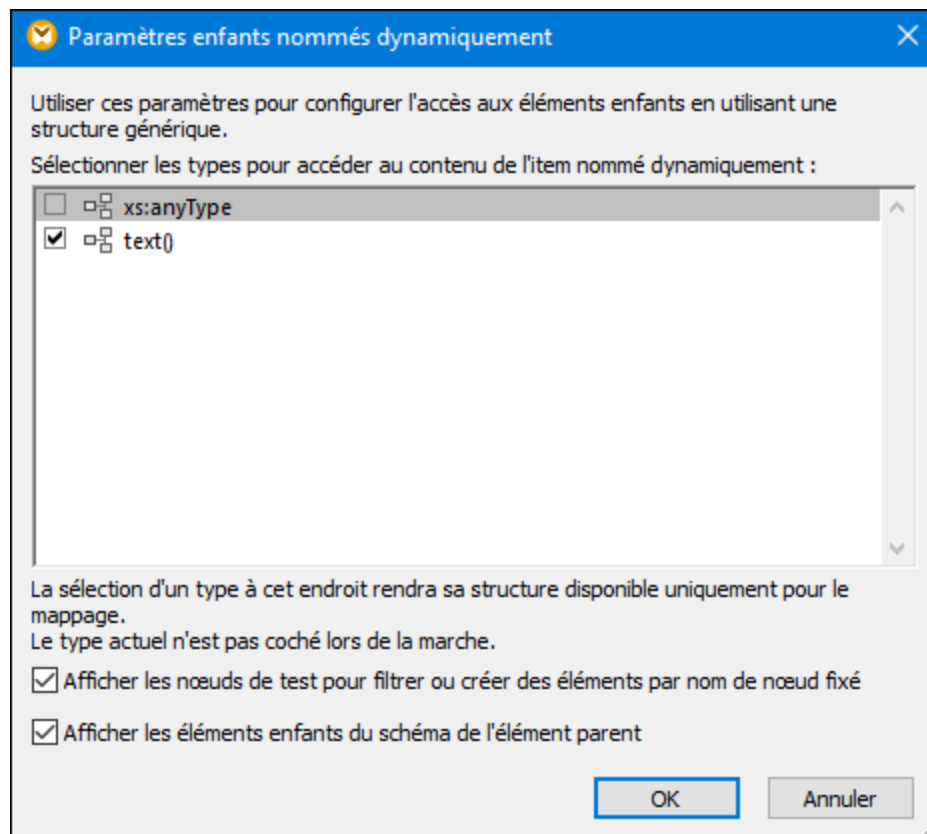 Paramètres enfants nommés dynamiquement
Utiliser ces paramètres pour configurer l'accès aux éléments enfants en utilisant une
structure générique.
Sélectionner les types pour accéder au contenu de l'item nommé dynamiquement :
xs:anyType
text()
La sélection d'un type à cet endroit rendra sa structure disponible uniquement pour le
mappage.
Le type actuel n'est pas coché lors de la marche.
Afficher les nœuds de test pour filtrer ou créer des éléments par nom de nœud fixé
Afficher les éléments enfants du schéma de l'élément parent
OK Annuler